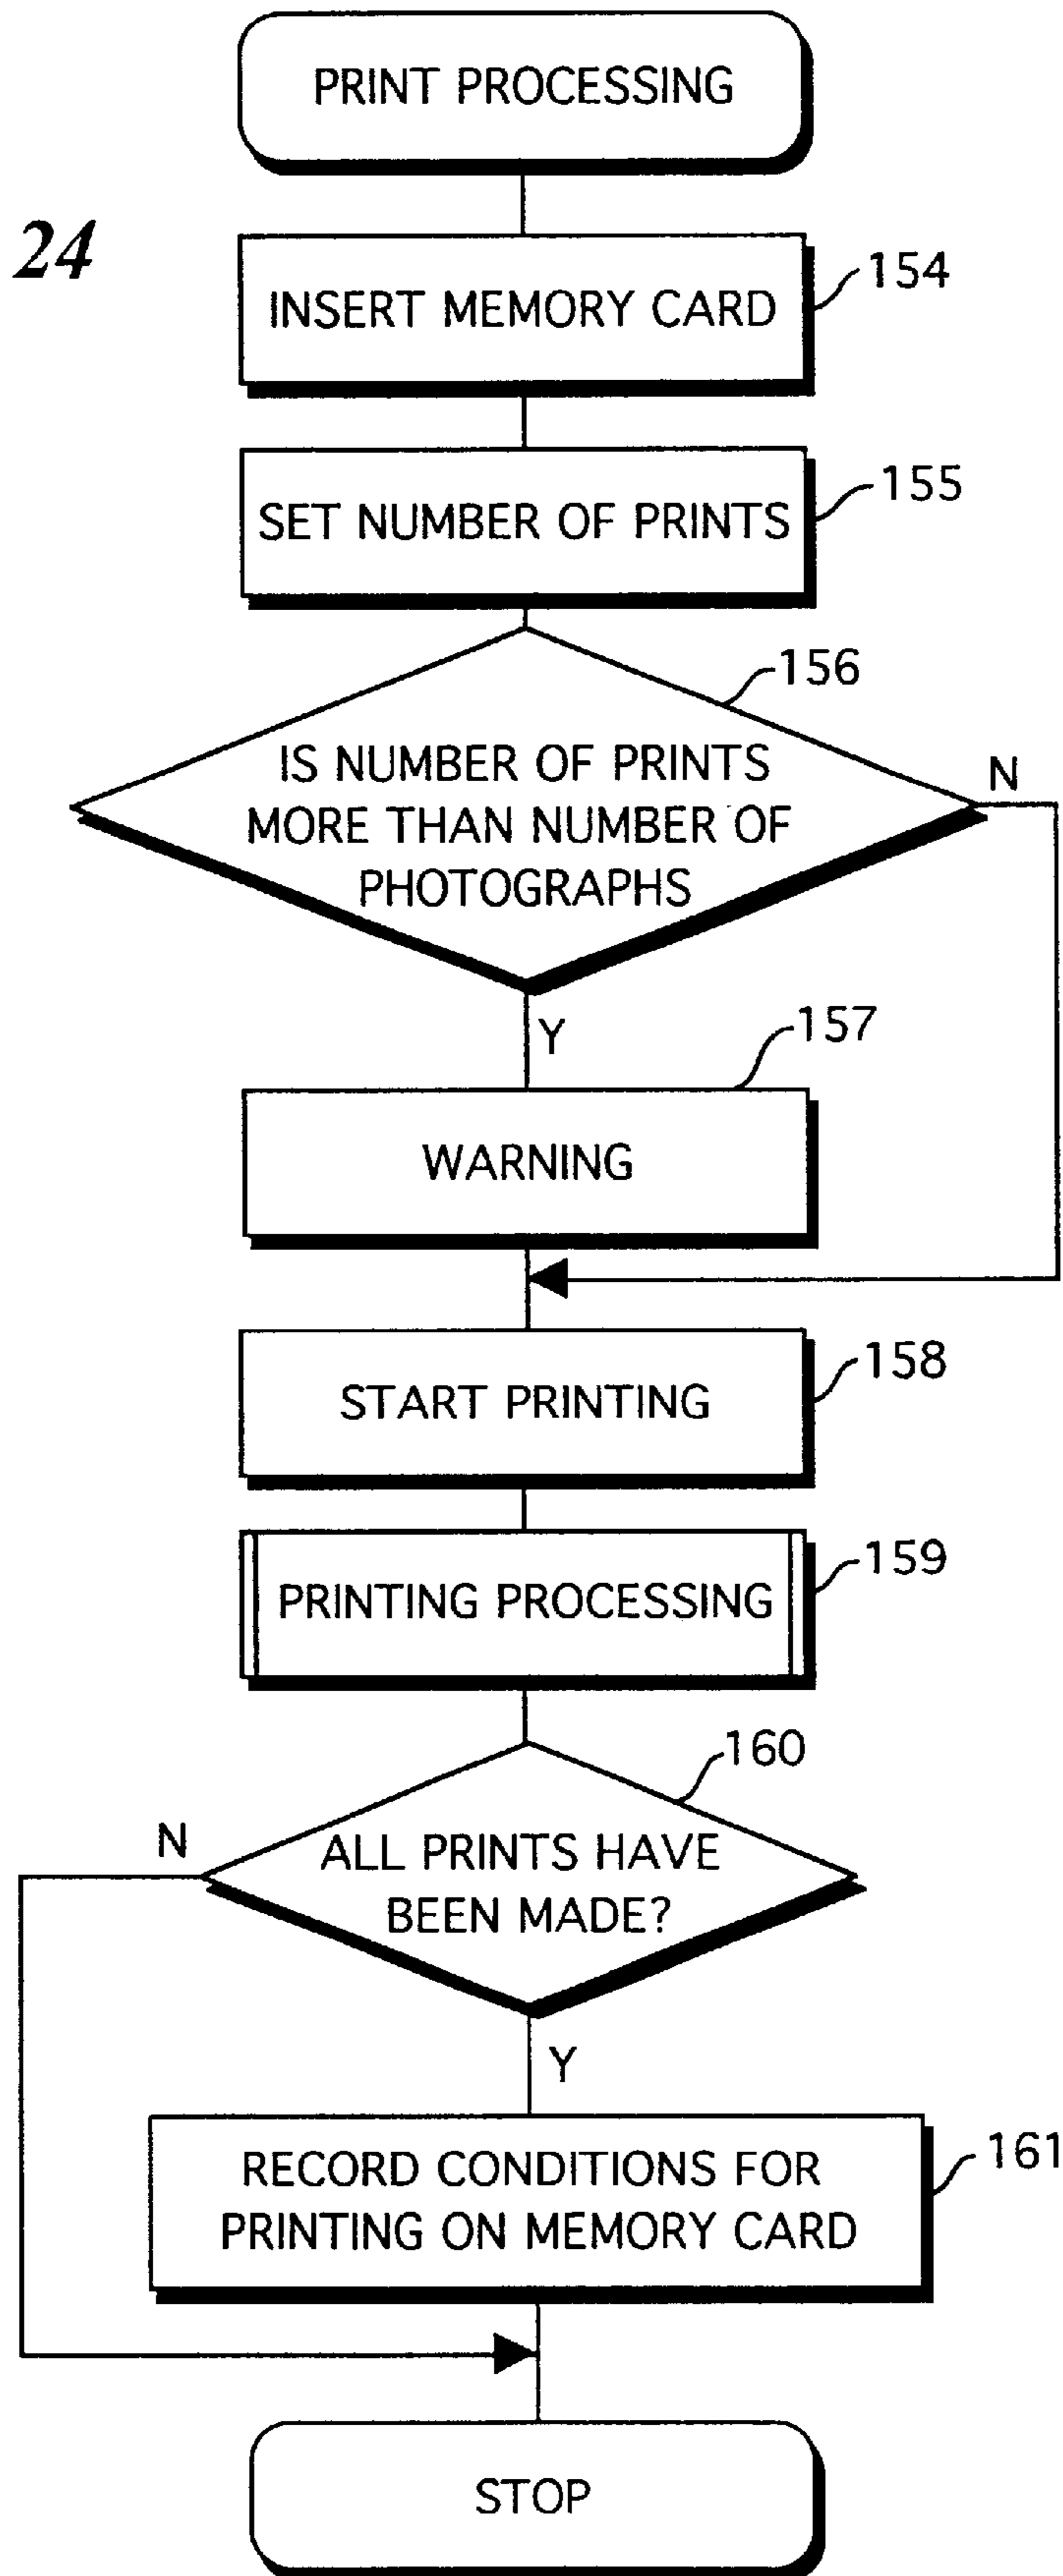 PRINT PROCESSING
24
INSERT MEMORY CARD
154
SET NUMBER OF PRINTS
155
IS NUMBER OF PRINTS
MORE THAN NUMBER OF
PHOTOGRAPHS
156
N
Y
WARNING
157
START PRINTING
158
PRINTING PROCESSING
159
ALL PRINTS HAVE
BEEN MADE?
160
N
Y
RECORD CONDITIONS FOR
PRINTING ON MEMORY CARD
161
STOP